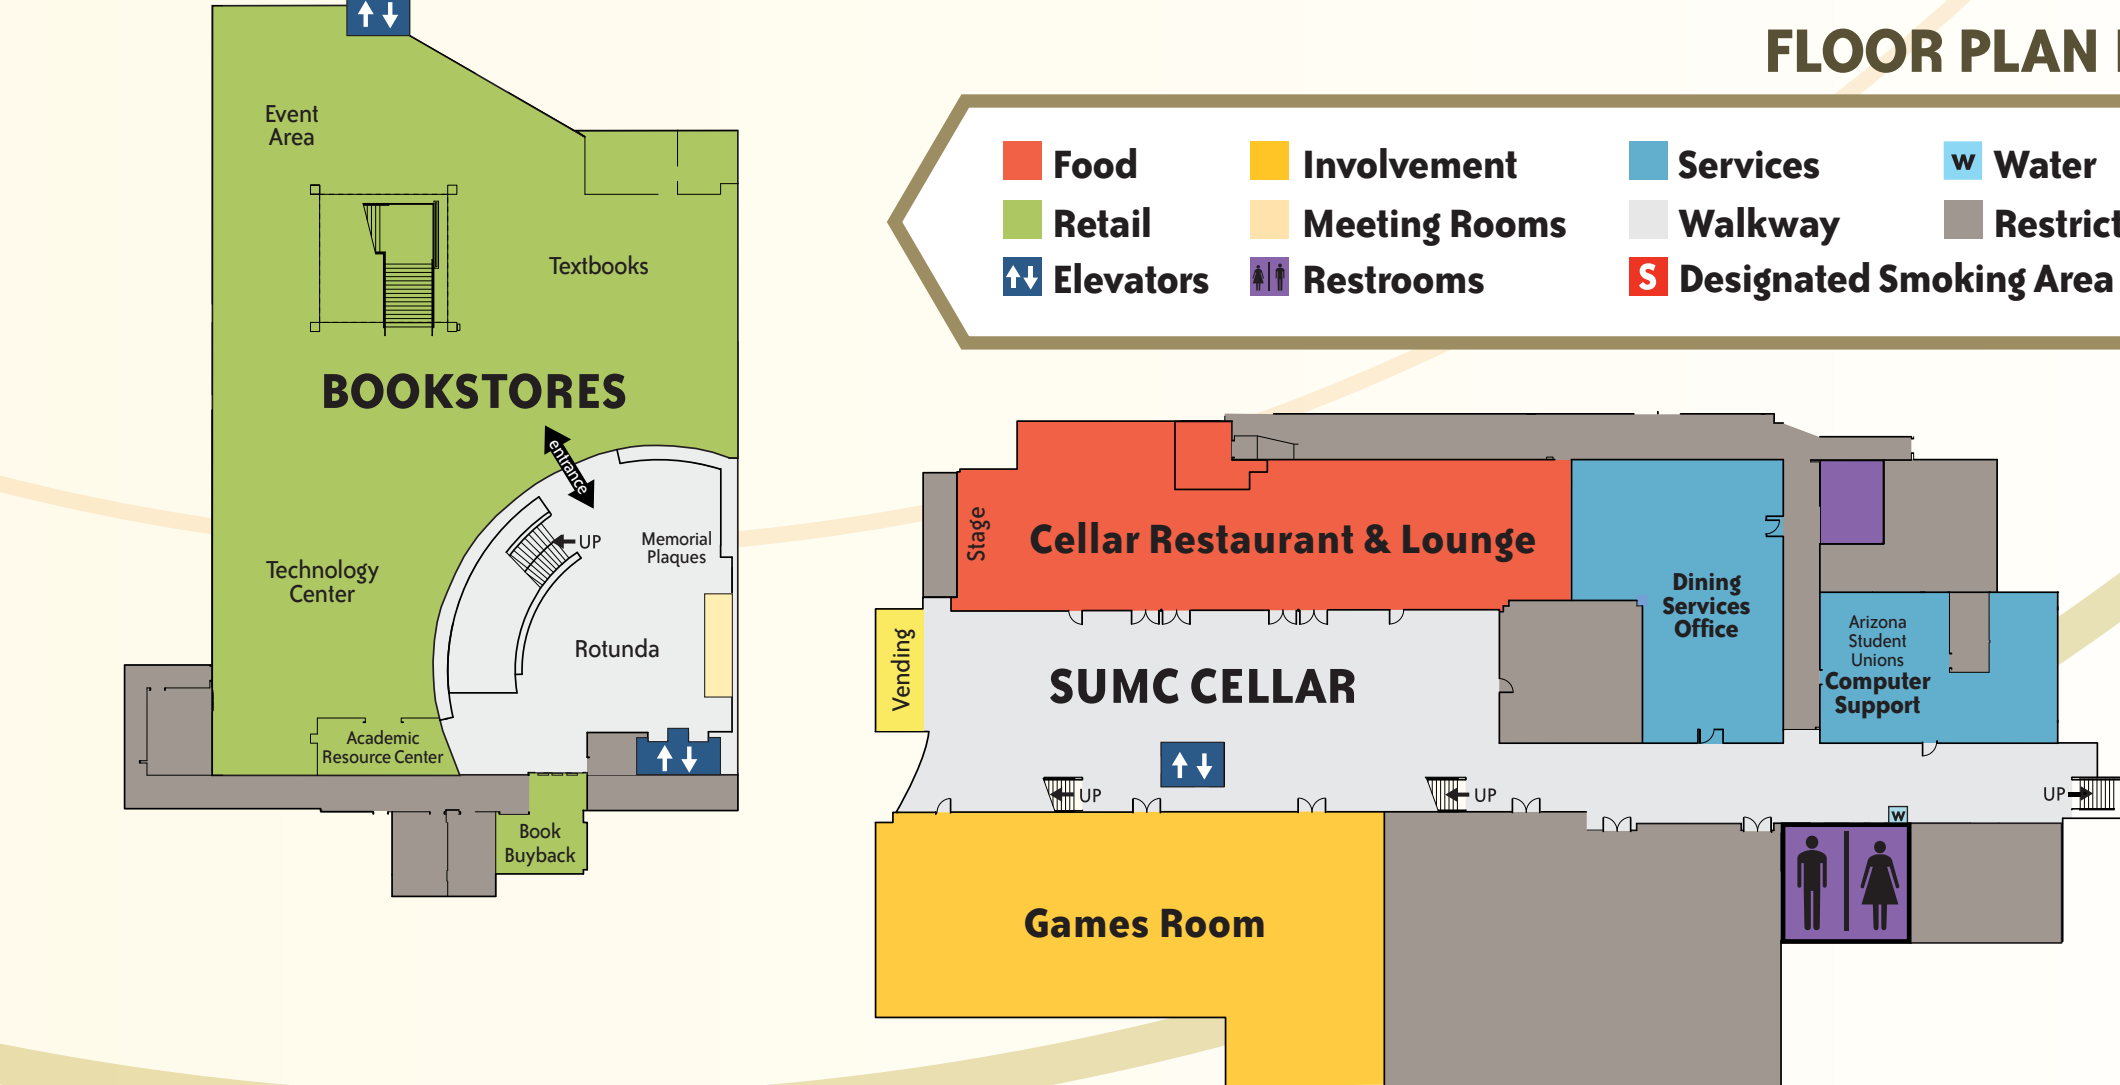 FLOOR PLAN
Food
Involvement
Services
W Water
Retail
Meeting Rooms
Walkway
Restrict
Elevators
Restrooms
S Designated Smoking Area
Event
Area
Textbooks
BOOKSTORES
entrance
UP
Memorial
Plaques
Technology
Center
Rotunda
Academic
Resource Center
Book
Buyback
Stage
Cellar Restaurant & Lounge
Dining
Services
Office
Arizona
Student
Unions
Computer
Support
Vending
SUMC CELLAR
UP
UP
UP
W
Games Room